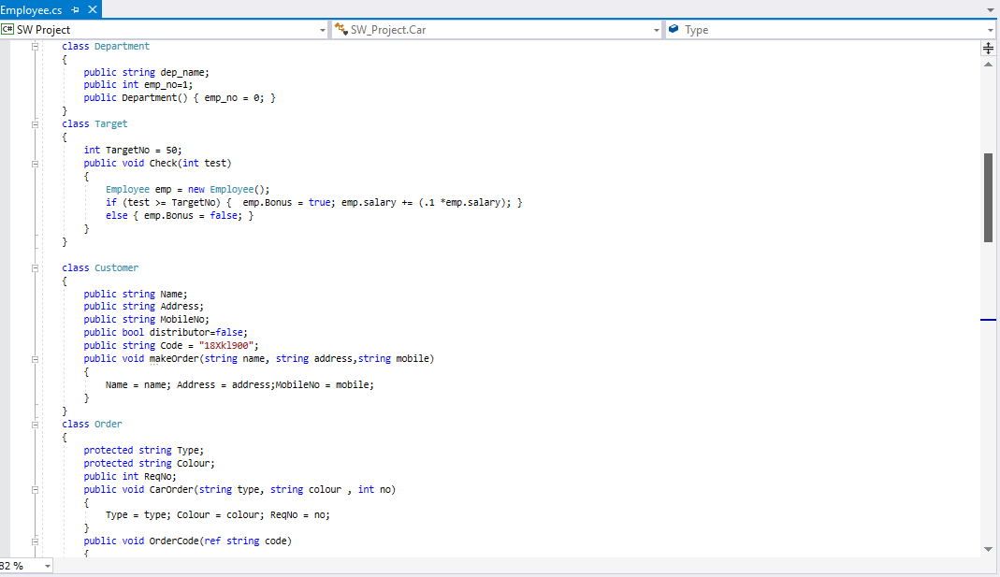 Employee.cs
C# SW Project SW_Project.Car Type
class Department
{
public string dep_name;
public int emp_no=1;
public Department() { emp_no = 0; }
}
class Target
{
int TargetNo = 50;
public void Check(int test)
{
Employee emp = new Employee();
if (test >= TargetNo) {  emp.Bonus = true; emp.salary += (.1 *emp.salary); }
else { emp.Bonus = false; }
}
}
class Customer
{
public string Name;
public string Address;
public string MobileNo;
public bool distributor=false;
public string Code = "18Xkl900";
public void makeOrder(string name, string address,string mobile)
{
Name = name; Address = address;MobileNo = mobile;
}
}
class Order
{
protected string Type;
protected string Colour;
public int ReqNo;
public void CarOrder(string type, string colour , int no)
{
Type = type; Colour = colour; ReqNo = no;
}
public void OrderCode(ref string code)
{
82 %